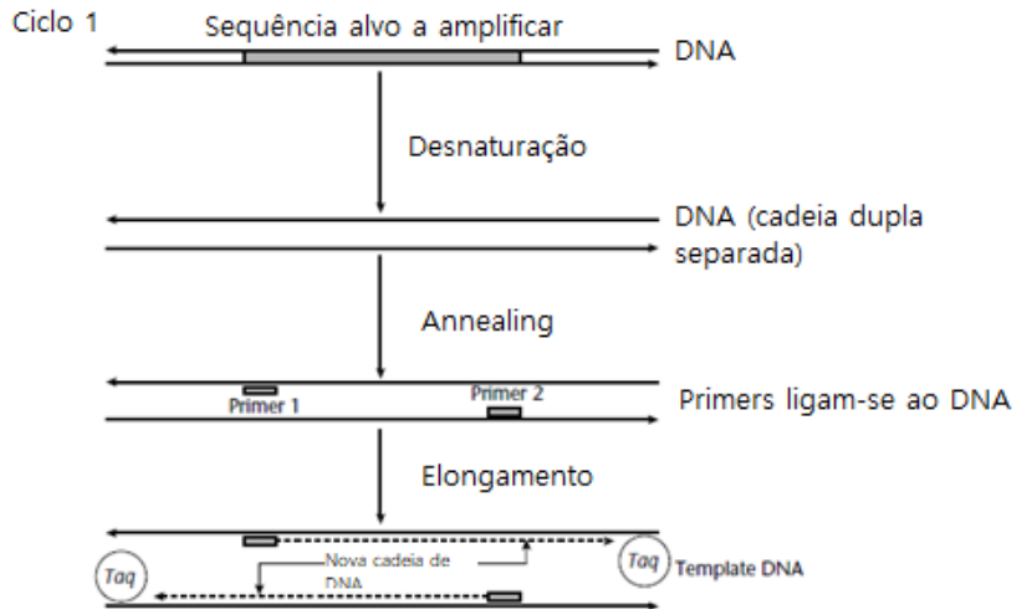 Ciclo 1
Sequência alvo a amplificar
DNA
Desnaturação
DNA (cadeia dupla
separada)
Annealing
Primer 1
Primer 2
Primers ligam-se ao DNA
Elongamento
Taq
Nova cadeia de
DNA
Taq
Template DNA